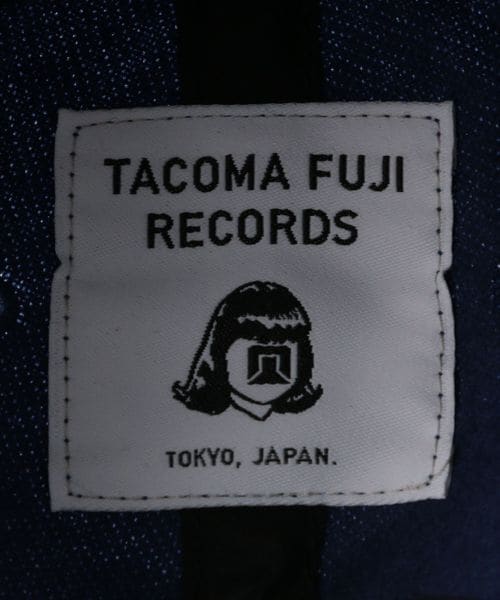 TACOMA FUJI
RECORDS
TOKYO, JAPAN.